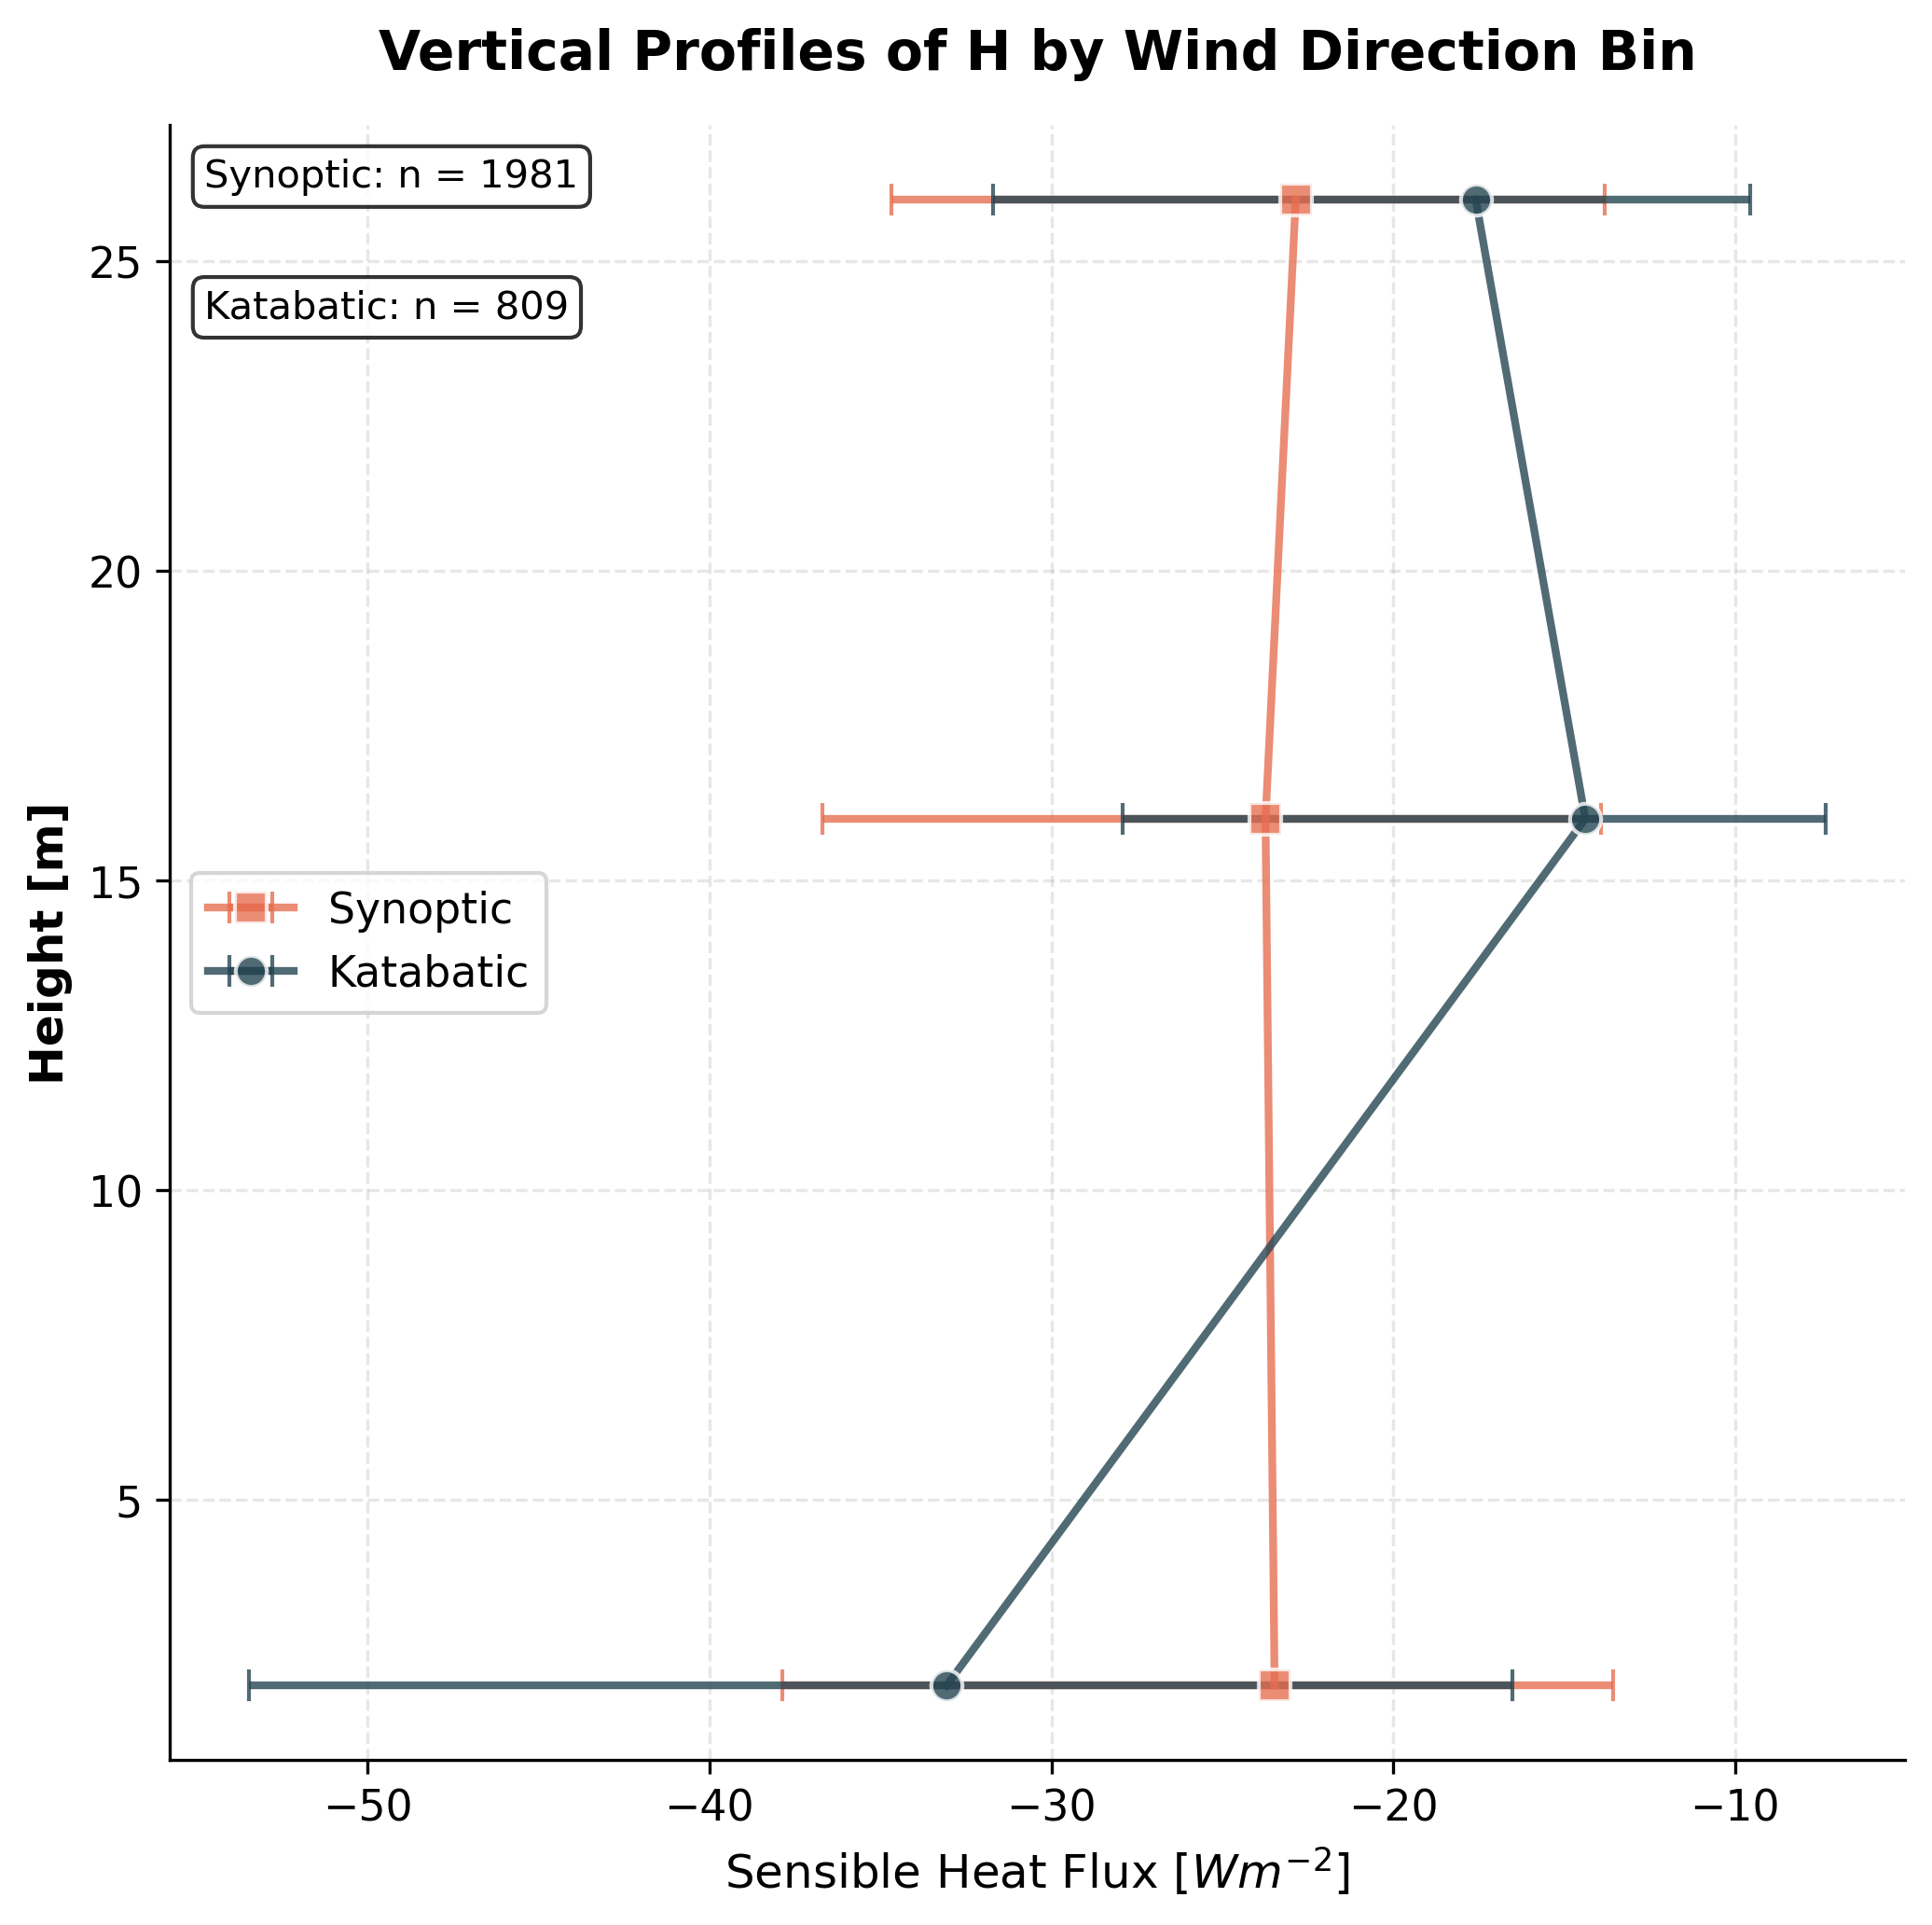 Vertical Profiles of H by Wind Direction Bin
Synoptic: n = 1981
Katabatic: n = 809
25
20
15
10
5
Height [m]
Synoptic
Katabatic
−50 −40 −30 −20 −10
Sensible Heat Flux [Wm⁻²]